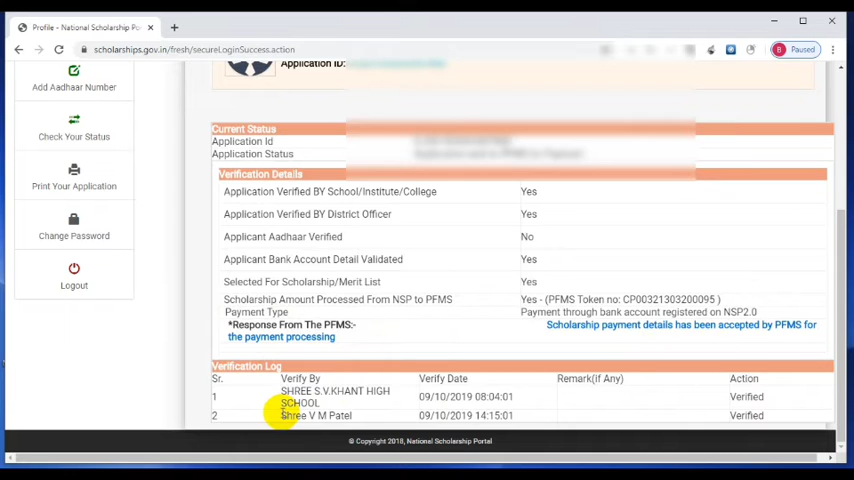 Profile - National Scholarship Po
scholarships.gov.in/fresh/secureLoginSuccess.action
B Paused
Add Aadhaar Number
Application ID:
Check Your Status
Print Your Application
Change Password
Logout
Current Status
Application Id
Application Status
Verification Details
Application Verified BY School/Institute/College Yes
Application Verified BY District Officer Yes
Applicant Aadhaar Verified No
Applicant Bank Account Detail Validated Yes
Selected For Scholarship/Merit List Yes
Scholarship Amount Processed From NSP to PFMS Yes - (PFMS Token no: CP00321303200095 )
Payment Type Payment through bank account registered on NSP2.0
*Response From The PFMS:- Scholarship payment details has been accepted by PFMS for
the payment processing
Verification Log
Sr. Verify By Verify Date Remark(if Any) Action
1 SHREE S.V.KHANT HIGH SCHOOL 09/10/2019 08:04:01 Verified
2 Shree V M Patel 09/10/2019 14:15:01 Verified
© Copyright 2018, National Scholarship Portal